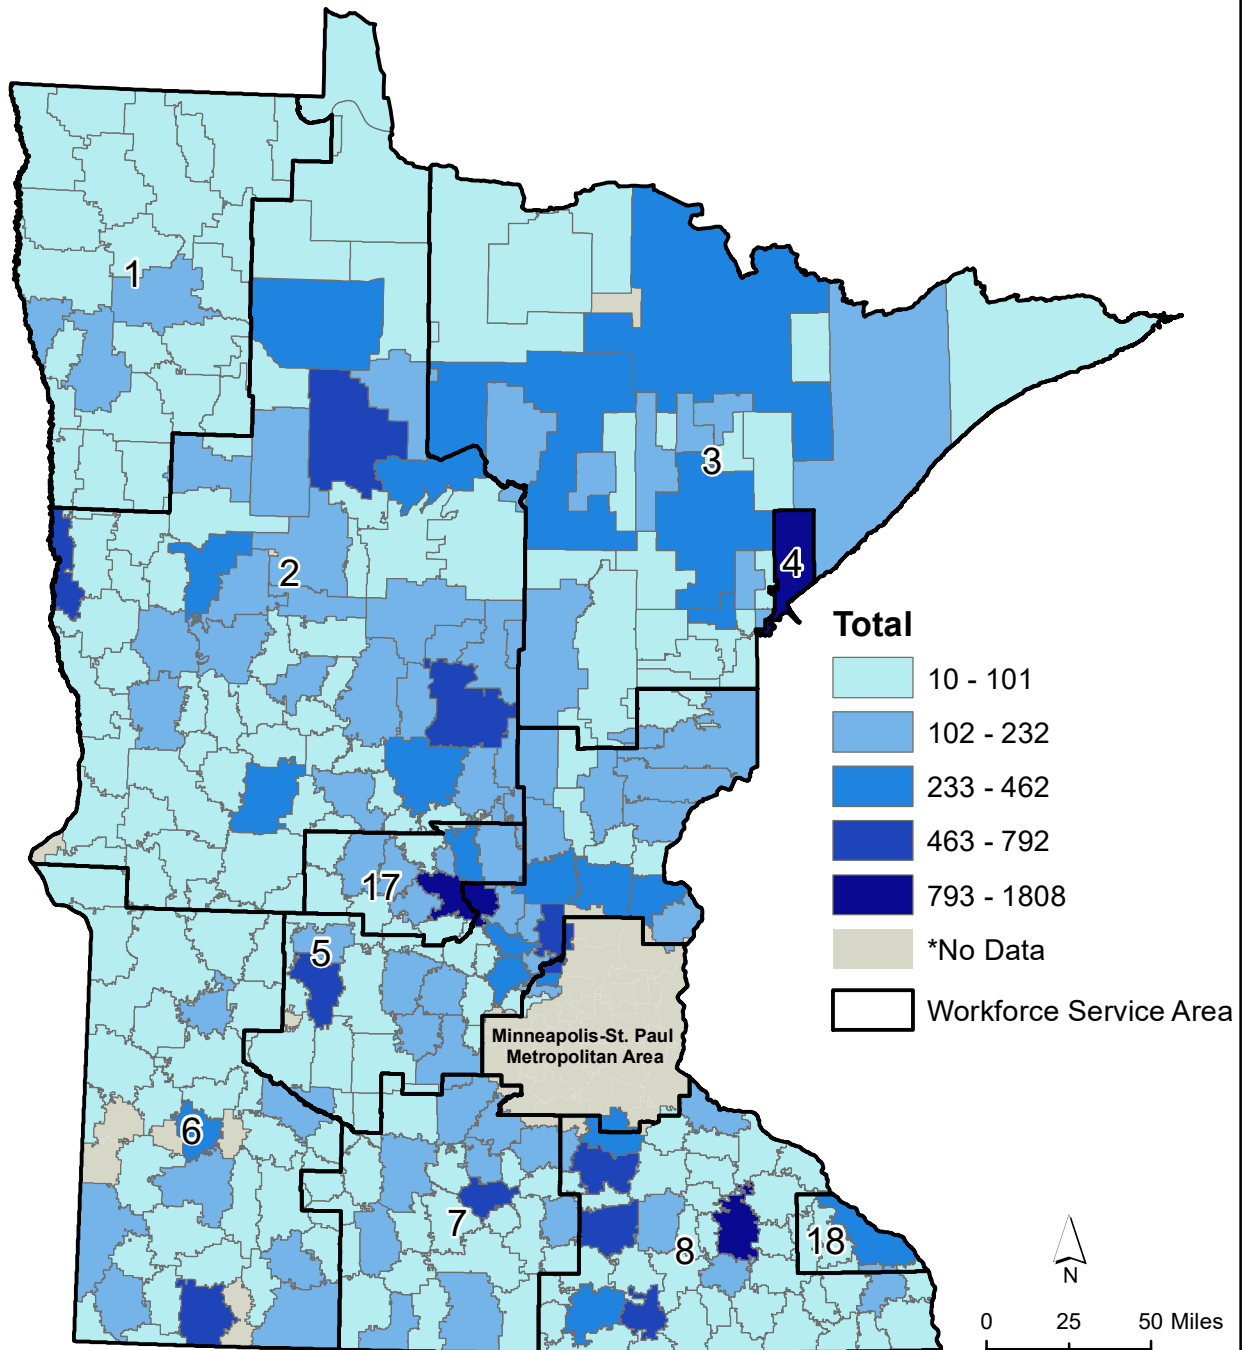 1
3
2
4
Total
10 - 101
102 - 232
233 - 462
463 - 792
793 - 1808
*No Data
Workforce Service Area
17
5
Minneapolis-St. Paul
Metropolitan Area
6
7
8
18
N
0 25 50 Miles